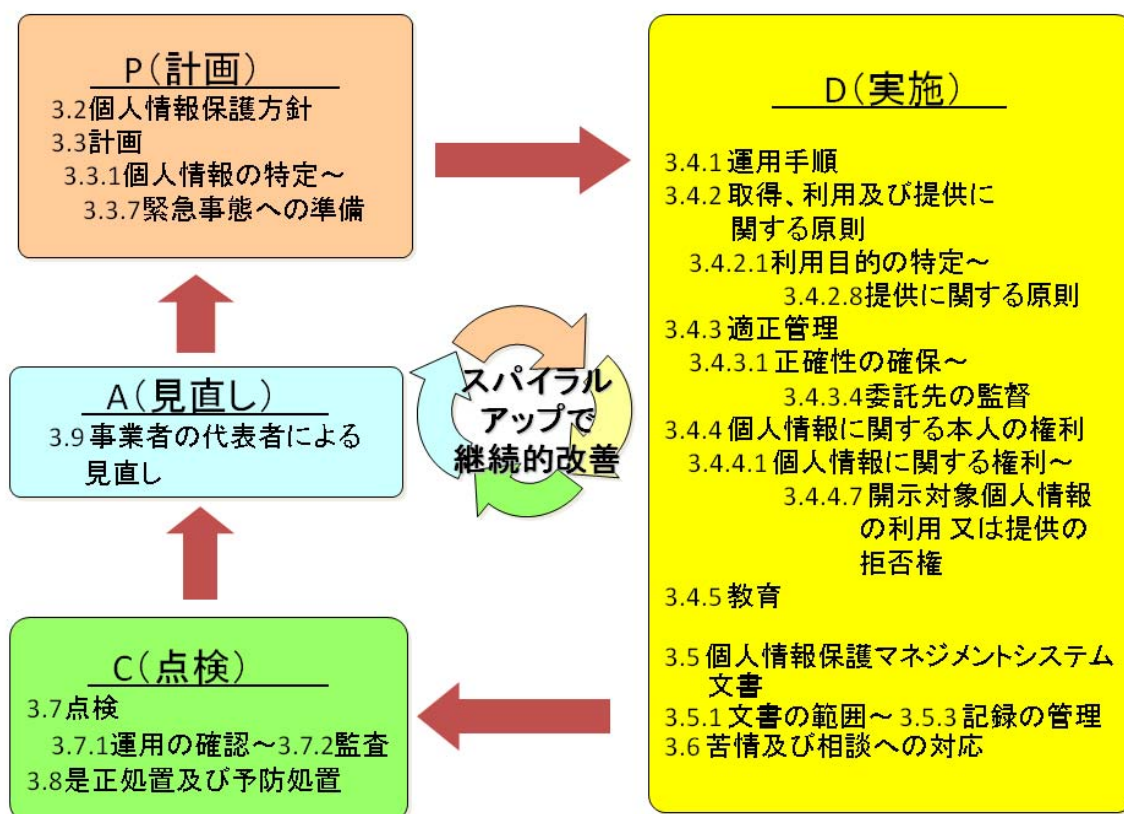 P(計画)
3.2個人情報保護方針
3.3計画
3.3.1個人情報の特定~
3.3.7緊急事態への準備
D(実施)
3.4.1運用手順
3.4.2取得、利用及び提供に
関する原則
3.4.2.1利用目的の特定~
3.4.2.8提供に関する原則
3.4.3適正管理
3.4.3.1正確性の確保~
3.4.3.4委託先の監督
3.4.4個人情報に関する本人の権利
3.4.4.1個人情報に関する権利~
3.4.4.7開示対象個人情報
の利用 又は提供の
拒否権
3.4.5教育
3.5個人情報保護マネジメントシステム
文書
3.5.1文書の範囲~3.5.3記録の管理
3.6苦情及び相談への対応
C(点検)
3.7点検
3.7.1運用の確認~3.7.2監査
3.8是正処置及び予防処置
A(見直し)
3.9事業者の代表者による
見直し
スパイラル
アップで
継続的改善